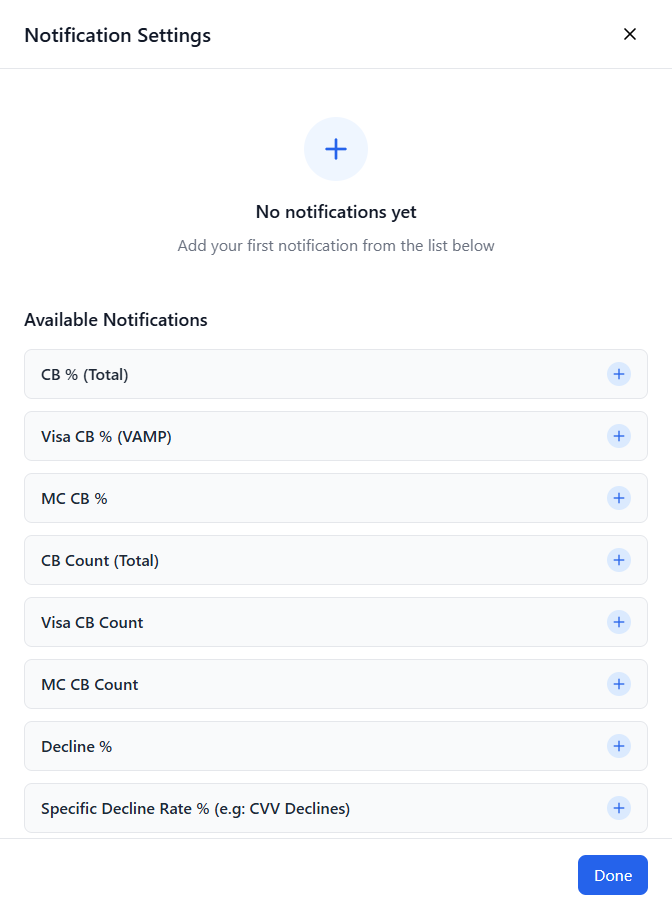 Notification Settings
No notifications yet
Add your first notification from the list below
Available Notifications
CB % (Total)
Visa CB % (VAMP)
MC CB %
CB Count (Total)
Visa CB Count
MC CB Count
Decline %
Specific Decline Rate % (e.g: CVV Declines)
Done